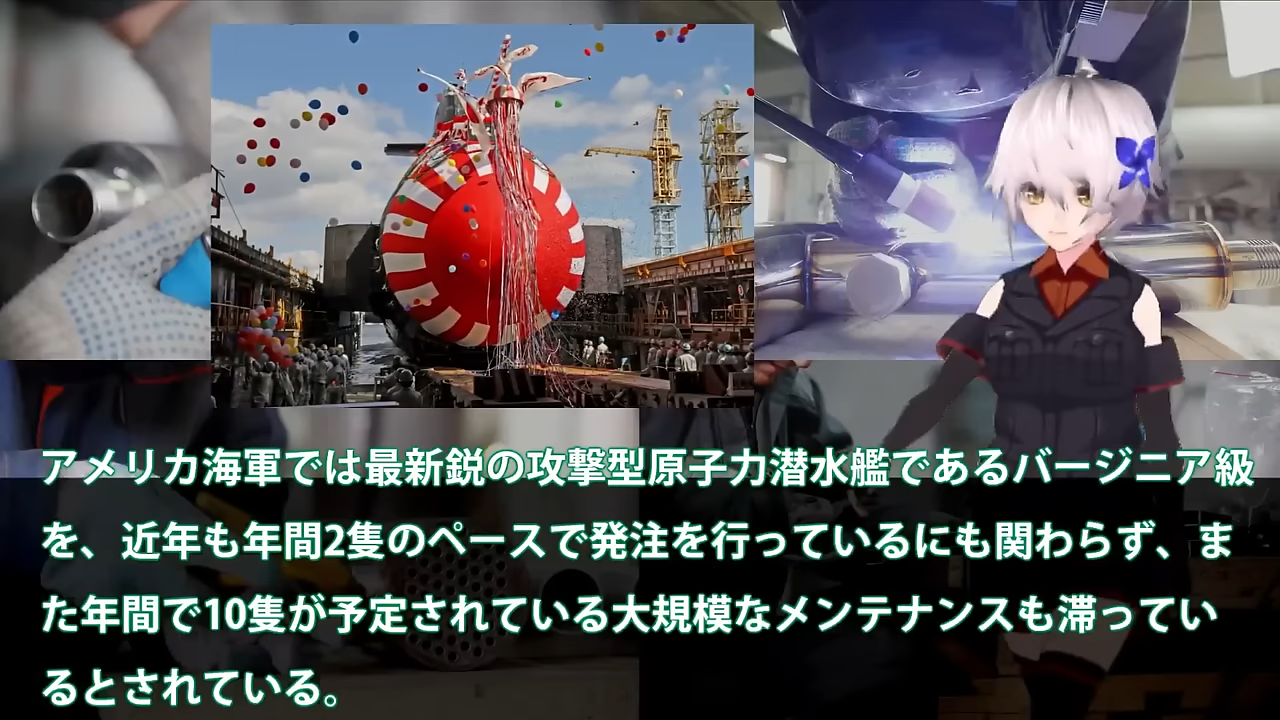 アメリカ海軍では最新鋭の攻撃型原子力潜水艦であるバージニア級
を、近年も年間2隻のペースで発注を行っているにも関わらず、ま
た年間で10隻が予定されている大規模なメンテナンスも滞ってい
るとされている。